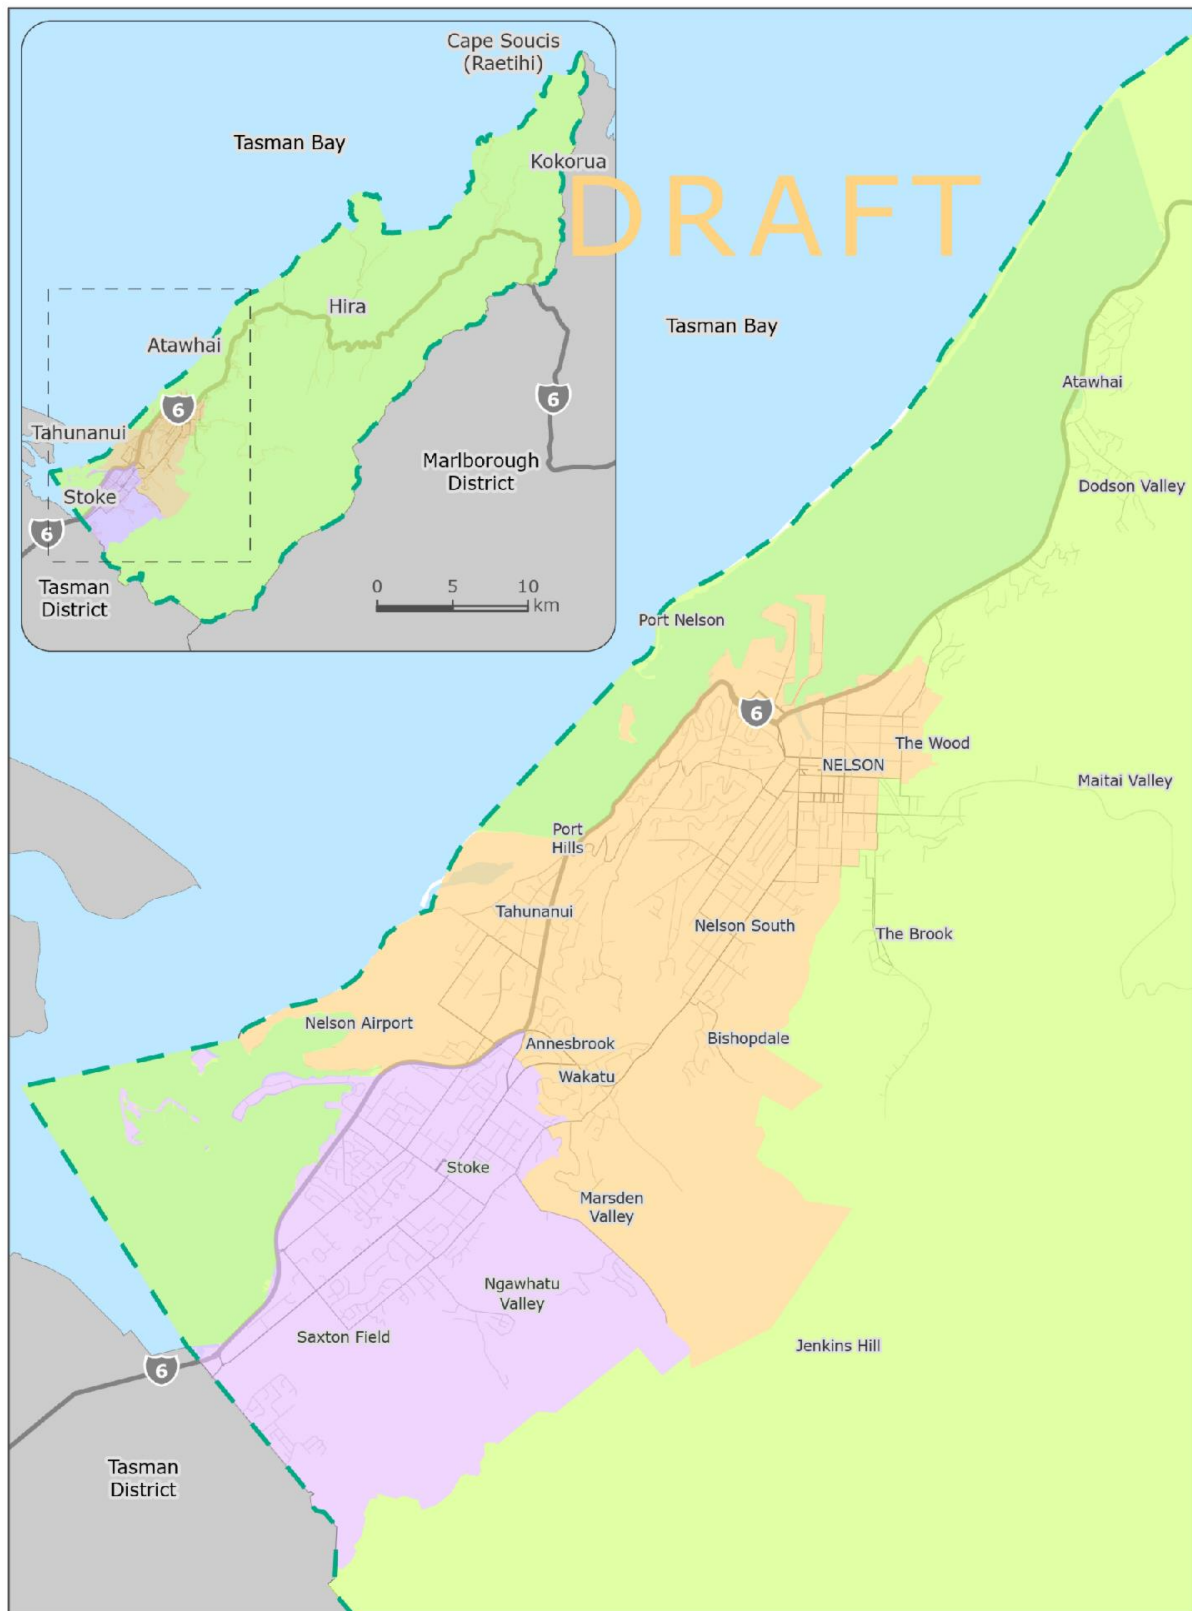 Cape Soucis
(Raetihi)
Tasman Bay
Kokorua
Hira
Atawhai
6
6
Tahunanui
Marlborough
District
Stoke
6
Tasman
District
0 5 10
km
DRAFT
Tasman Bay
Atawhai
Dodson Valley
Port Nelson
6
The Wood
NELSON
Maitai Valley
Port
Hills
Tahunanui
Nelson South
The Brook
Nelson Airport
Annesbrook
Bishopdale
Wakatu
Stoke
Marsden
Valley
Ngawhatu
Valley
Saxton Field
Jenkins Hill
6
Tasman
District